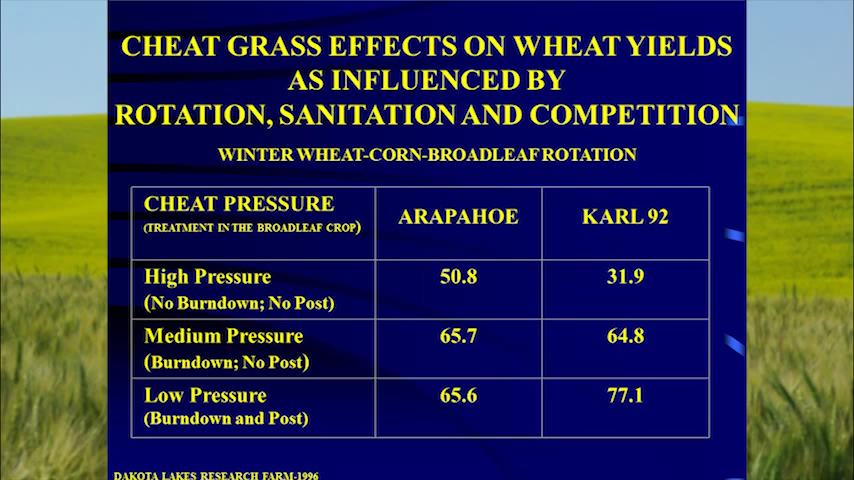 CHEAT GRASS EFFECTS ON WHEAT YIELDS
AS INFLUENCED BY
ROTATION, SANITATION AND COMPETITION
WINTER WHEAT-CORN-BROADLEAF ROTATION
CHEAT PRESSURE
(TREATMENT IN THE BROADLEAF CROP)
ARAPAHOE
KARL 92
High Pressure
(No Burndown; No Post)
50.8
31.9
Medium Pressure
(Burndown; No Post)
65.7
64.8
Low Pressure
(Burndown and Post)
65.6
77.1
DAKOTA LAKES RESEARCH FARM-1996